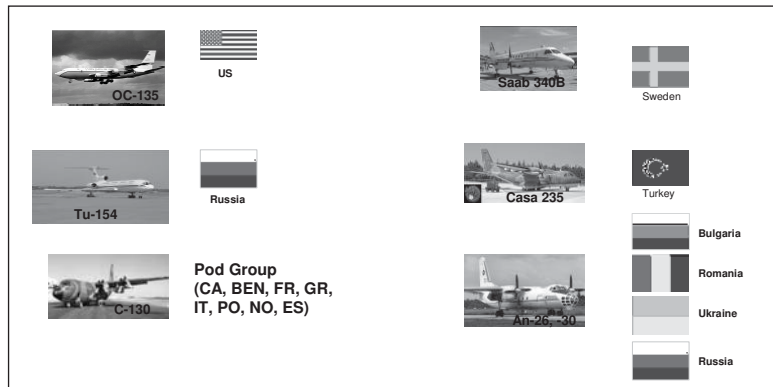 OC-135
US
Saab 340B
Sweden
Tu-154
Russia
Casa 235
Turkey
C-130
Pod Group
(CA, BEN, FR, GR,
IT, PO, NO, ES)
An-26, -30
Bulgaria
Romania
Ukraine
Russia